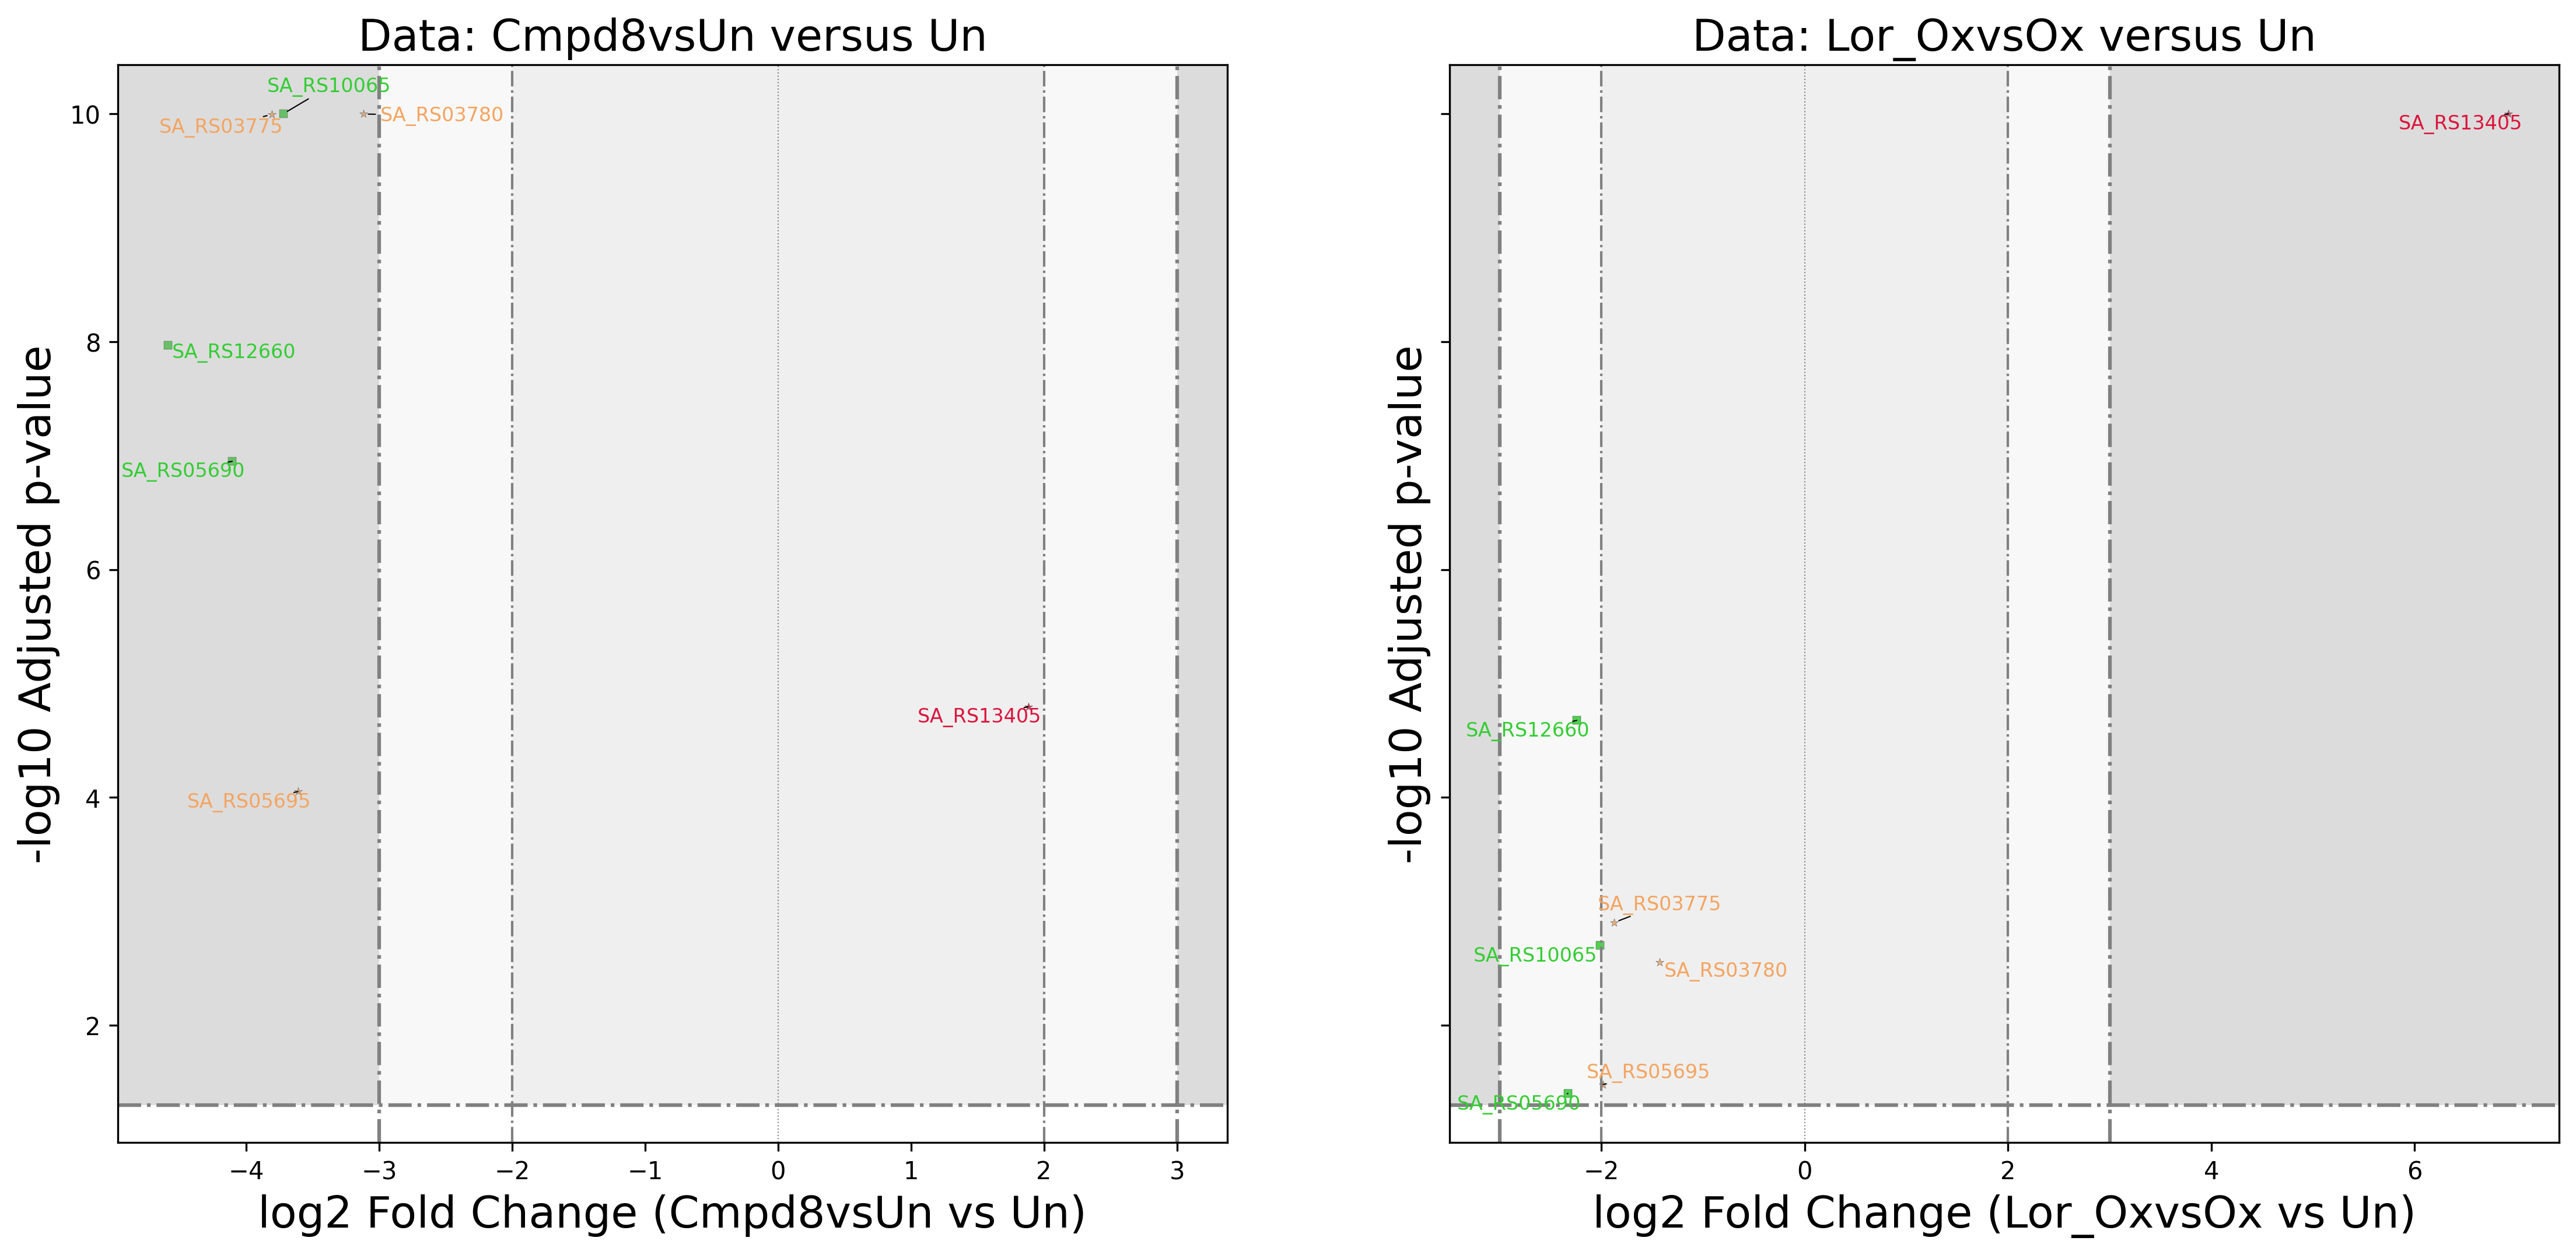 Data: Cmpd8vsUn versus Un
SA_RS10065
SA_RS03775
SA_RS03780
SA_RS12660
SA_RS05690
SA_RS13405
SA_RS05695
10
8
6
4
2
-log10 Adjusted p-value
−4
−3
−2
−1
0
1
2
3
log2 Fold Change (Cmpd8vsUn vs Un)
Data: Lor_OxvsOx versus Un
SA_RS13405
SA_RS12660
SA_RS03775
SA_RS10065
SA_RS03780
SA_RS05695
SA_RS05690
-log10 Adjusted p-value
−2
0
2
4
6
log2 Fold Change (Lor_OxvsOx vs Un)